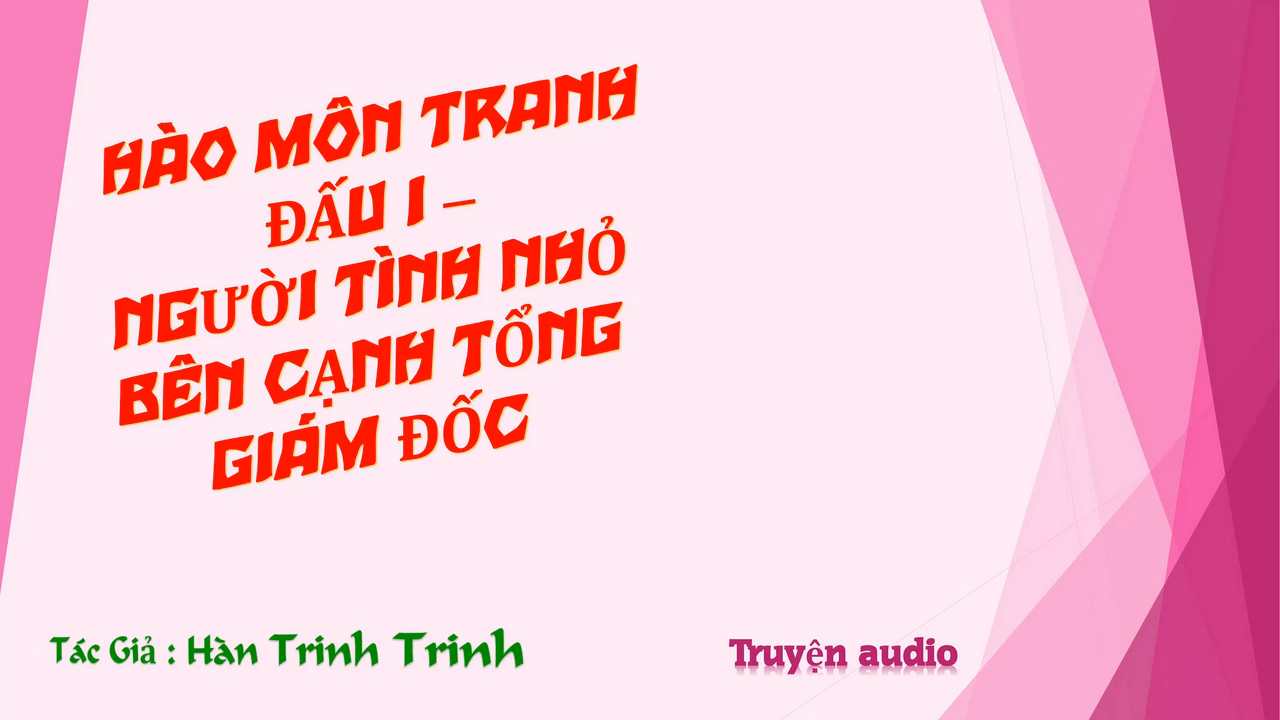 HÀO MÔN TRANH
ĐẤU I –
NGƯỜI TÌNH NHỎ
BÊN CẠNH TỔNG
GIÁM ĐỐC
Tác Giả : Hàn Trinh Trinh
Truyện audio